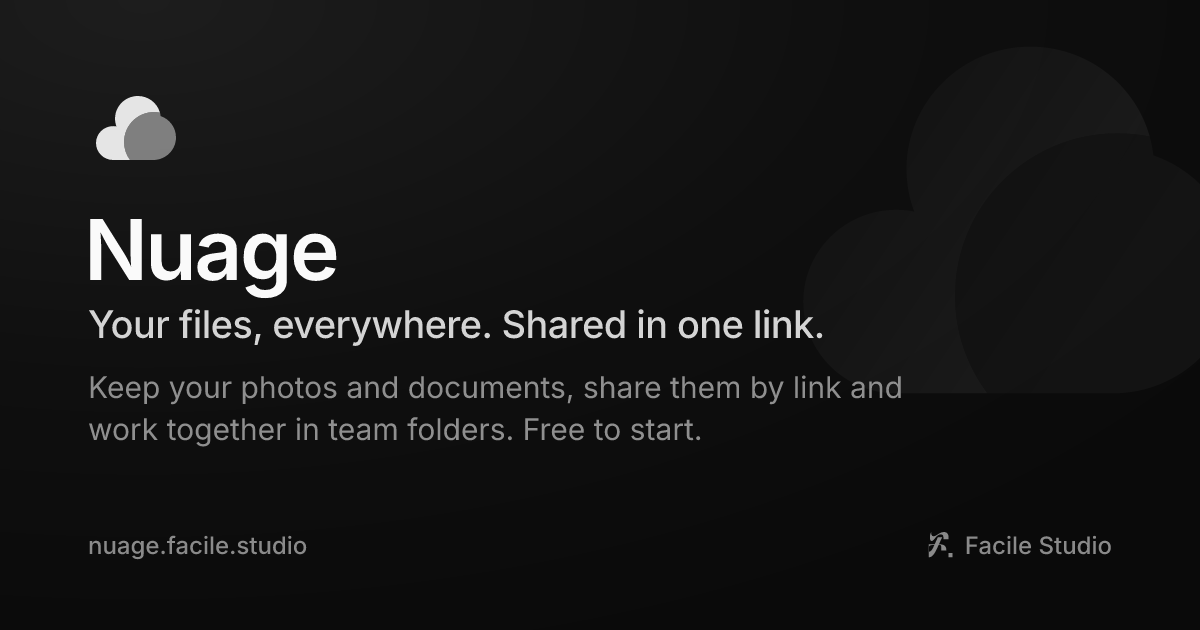 Nuage
Your files, everywhere. Shared in one link.
Keep your photos and documents, share them by link and
work together in team folders. Free to start.
nuage.facile.studio
Facile Studio